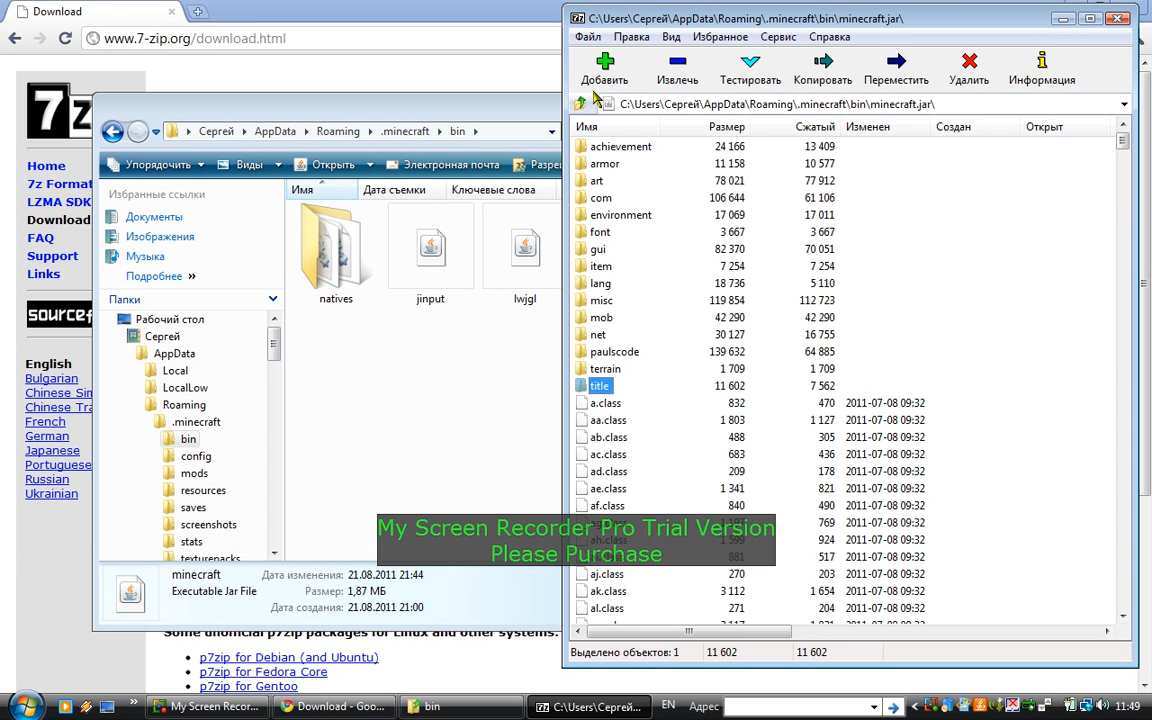 Download
www.7-zip.org/download.html
7z
Home
7z Format
LZMA SDK
Download
FAQ
Support
Links
English
Bulgarian
Chinese Sim
Chinese Tra
French
German
Japanese
Portuguese
Russian
Ukrainian
Some unofficial p7zip packages for Linux and other systems:
p7zip for Debian (and Ubuntu)
p7zip for Fedora Core
p7zip for Gentoo
Сергей
AppData
Roaming
.minecraft
bin
Упорядочить
Виды
Открыть
Электронная почта
Разре
Избранные ссылки
Документы
Изображения
Музыка
Подробнее »
Папки
Рабочий стол
Сергей
AppData
Local
LocalLow
Roaming
.minecraft
bin
config
mods
resources
saves
screenshots
stats
texturepacks
Имя
Дата съемки
Ключевые слова
natives
jinput
lwjgl
minecraft
Executable Jar File
Дата изменения: 21.08.2011 21:44
Размер: 1,87 МБ
Дата создания: 21.08.2011 21:00
C:\Users\Сергей\AppData\Roaming\.minecraft\bin\minecraft.jar\
Файл Правка Вид Избранное Сервис Справка
Добавить Извлечь Тестировать Копировать Переместить Удалить Информация
C:\Users\Сергей\AppData\Roaming\.minecraft\bin\minecraft.jar\
Имя Размер Сжатый Изменен Создан Открыт
achievement 24 166 13 409
armor 11 158 10 577
art 78 021 77 912
com 106 644 61 106
environment 17 069 17 011
font 3 667 3 667
gui 82 370 70 051
item 7 254 7 254
lang 18 736 5 110
misc 119 854 112 723
mob 42 290 42 290
net 30 127 16 755
paulscode 139 632 64 885
terrain 1 709 1 709
title 11 602 7 562
a.class 832 470 2011-07-08 09:32
aa.class 1 803 1 127 2011-07-08 09:32
ab.class 488 305 2011-07-08 09:32
ac.class 683 436 2011-07-08 09:32
ad.class 209 178 2011-07-08 09:32
ae.class 1 341 821 2011-07-08 09:32
af.class 840 490 2011-07-08 09:32
769 2011-07-08 09:32
924 2011-07-08 09:32
517 2011-07-08 09:32
aj.class 270 203 2011-07-08 09:32
ak.class 3 112 1 654 2011-07-08 09:32
al.class 271 204 2011-07-08 09:32
My Screen Recorder Pro Trial Version
Please Purchase
Выделено объектов: 1 11 602 11 602
My Screen Recor...
Download - Goo...
bin
C:\Users\Сергей...
EN
Адрес
11:49